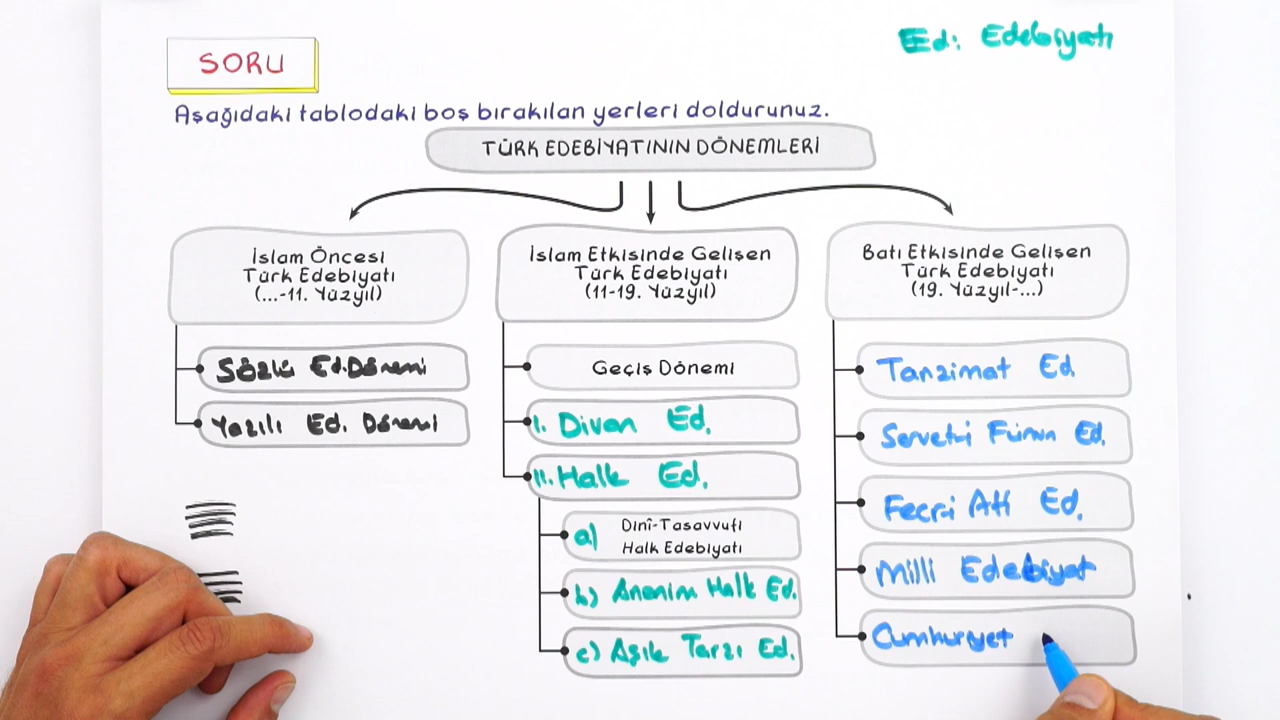 Ed: Edebiyatı
SORU
Aşağıdaki tablodaki boş bırakılan yerleri doldurunuz.
TÜRK EDEBİYATININ DÖNEMLERİ
İslam Öncesi
Türk Edebiyatı
(...-11. Yüzyıl)
Sözlü Ed. Dönemi
Yazılı Ed. Dönemi
İslam Etkisinde Gelişen
Türk Edebiyatı
(11-19. Yüzyıl)
Geçiş Dönemi
I. Divan Ed.
II. Halk Ed.
a) Dinî-Tasavvufi
Halk Edebiyatı
b) Anonim Halk Ed.
c) Aşık Tarzı Ed.
Batı Etkisinde Gelişen
Türk Edebiyatı
(19. Yüzyıl-...)
Tanzimat Ed.
Servet-i Fünun Ed.
Fecr-i Ati Ed.
Milli Edebiyat
Cumhuriyet